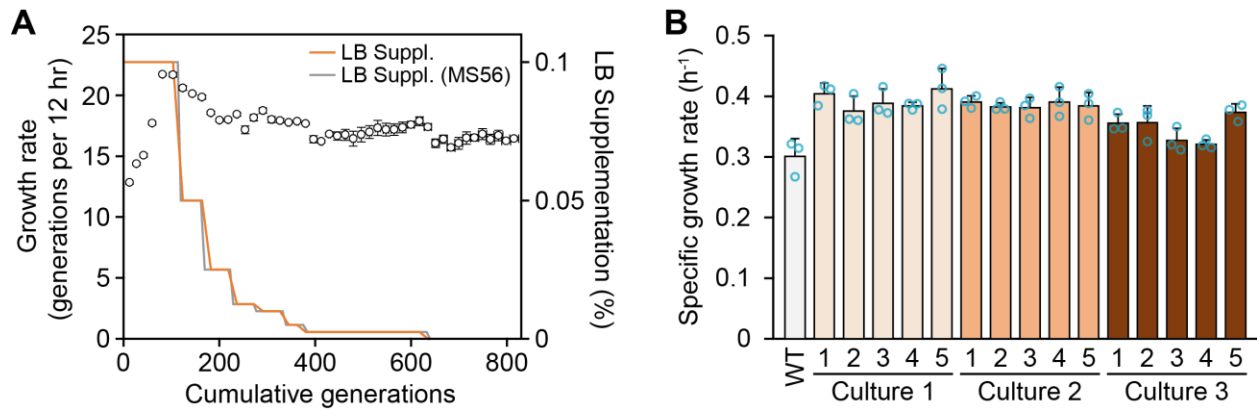 A
Growth rate
(generations per 12 hr)
25
20
15
10
5
0
LB Suppl.
LB Suppl. (MS56)
0.1
0.05
0
LB Supplementation (%)
0 200 400 600 800
Cumulative generations
B
Specific growth rate (h-1)
0.5
0.4
0.3
0.2
0.1
0
WT 1 2 3 4 5 1 2 3 4 5 1 2 3 4 5
Culture 1 Culture 2 Culture 3